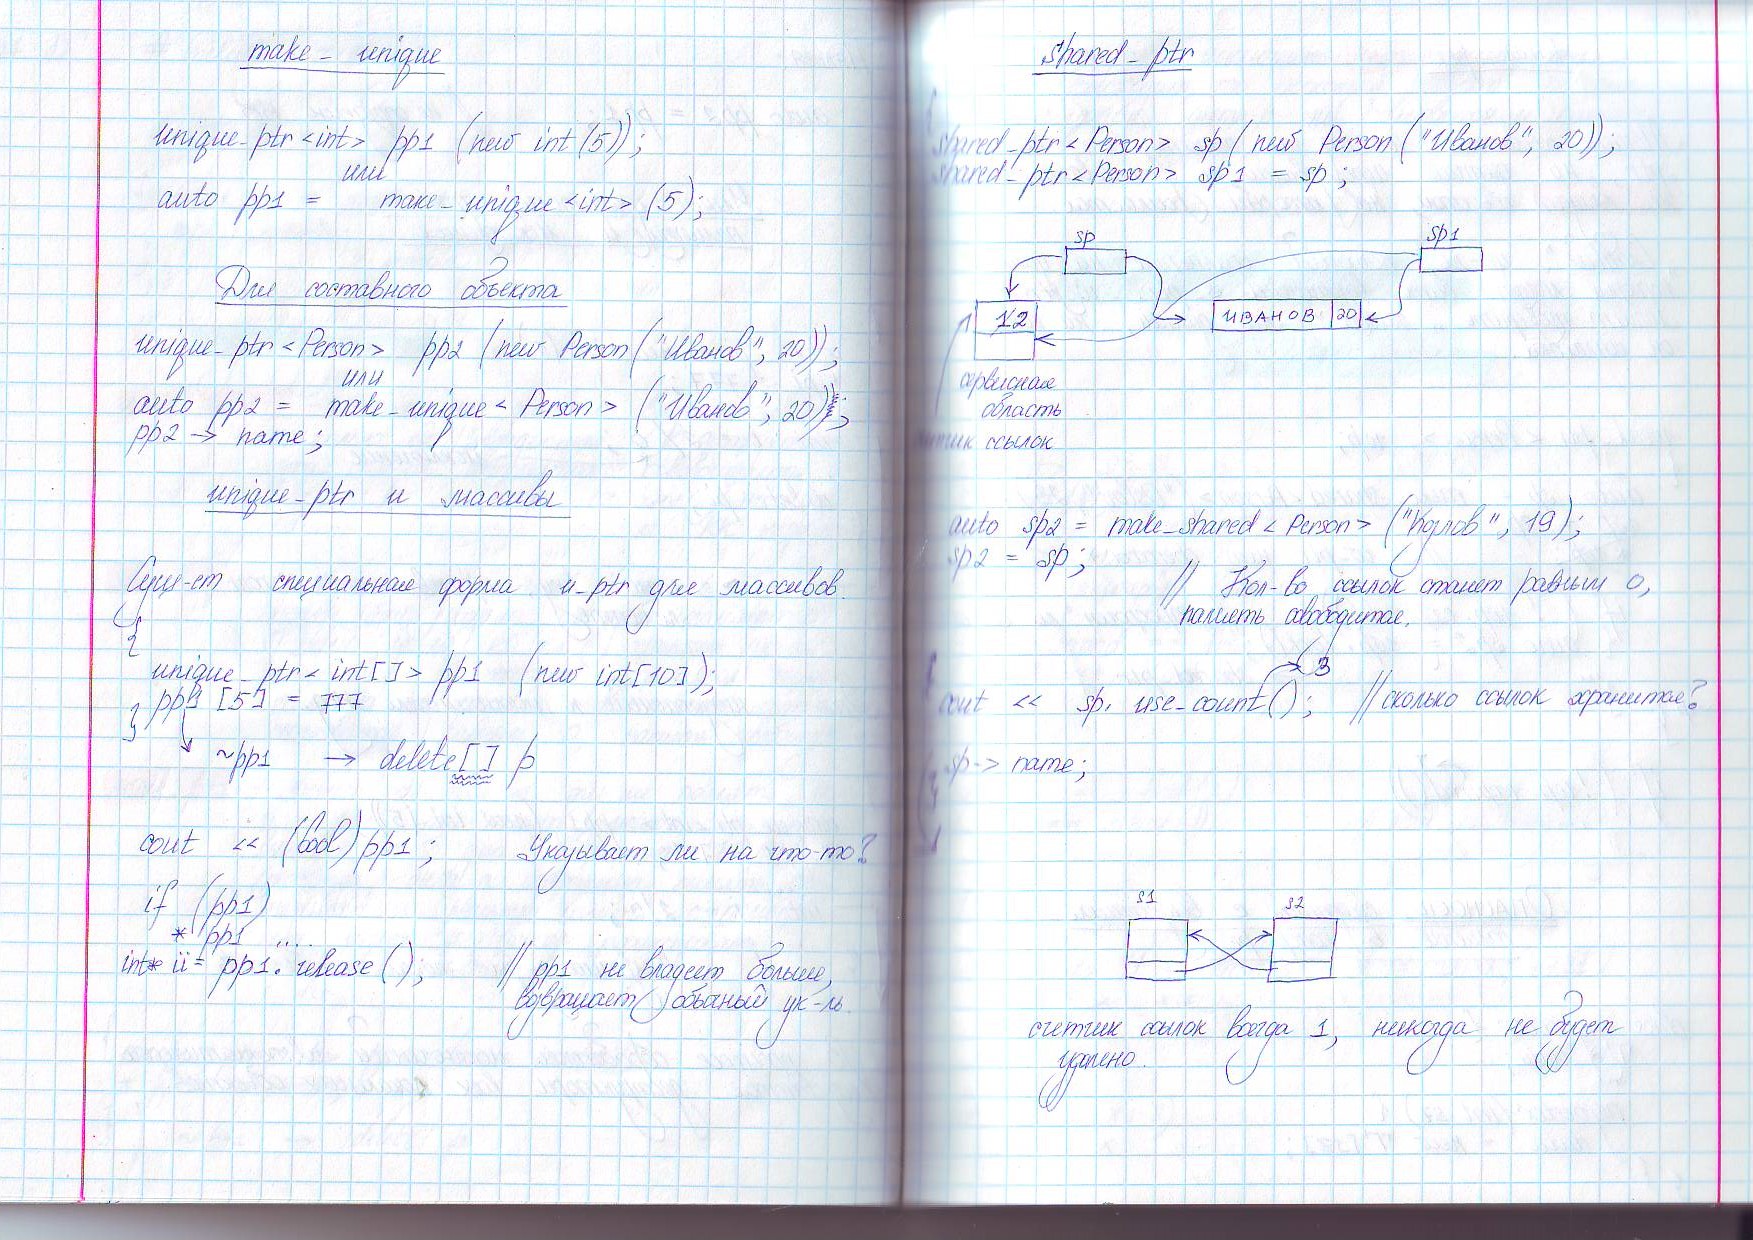 make_unique
unique_ptr <int> pp1 (new int (5));
или
auto pp1 = make_unique <int> (5);
Для составного объекта
unique_ptr <Person> pp2 (new Person ("Иванов", 20));
или
auto pp2 = make_unique < Person > ("Иванов", 20);
pp2 -> name;
unique_ptr и массивы
Сущ-ет специальная форма u_ptr для массивов.
{
unique_ptr < int[] > pp1 (new int[10]);
pp1 [5] = 777
}
~pp1 → delete[] p
cout << (bool) pp1; Указывает ли на что-то?
if (pp1)
* pp1 ....
int* ii = pp1. release (); // pp1 не владеет больше,
возвращает обычный ук-ль.
shared_ptr
{
shared_ptr <Person> sp (new Person ("Иванов", 20));
shared_ptr <Person> sp1 = sp;
sp sp1
12 ИВАНОВ 20
сервисная
область
ссылок
auto sp2 = make_shared < Person > ("Козлов", 19);
sp2 = sp;
// Кол-во ссылок станет равным 0,
память освободится.
3
cout << sp. use_count(); // сколько ссылок хранится?
sp -> name;
}
s1 s2
счетчик ссылок всегда 1, никогда не будет
удалено.